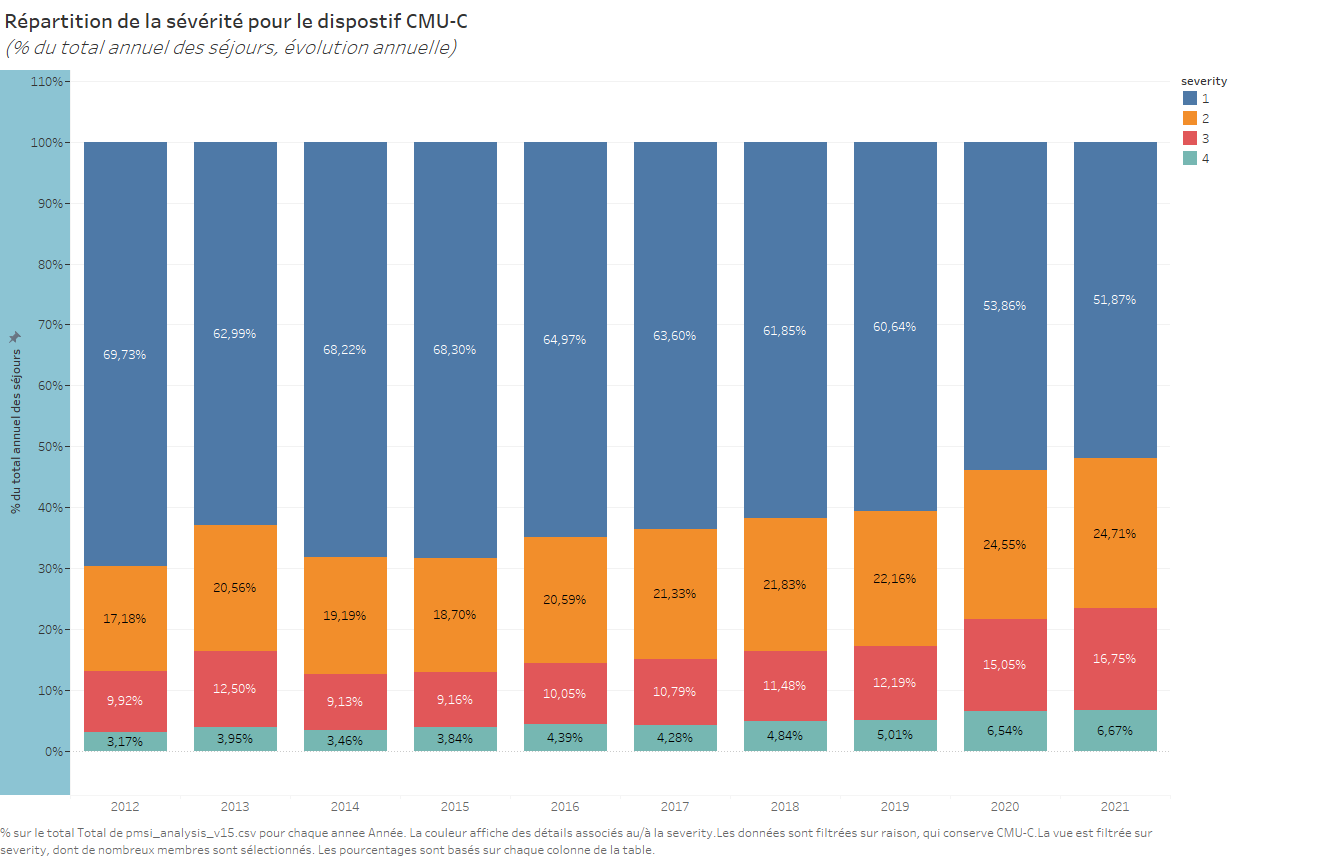 Répartition de la sévérité pour le dispostif CMU-C
(% du total annuel des séjours, évolution annuelle)
severity
1
2
3
4
% du total annuel des séjours
110%
100%
90%
80%
70%
60%
50%
40%
30%
20%
10%
0%
69,73% 62,99% 68,22% 68,30% 64,97% 63,60% 61,85% 60,64% 53,86% 51,87%
17,18% 20,56% 19,19% 18,70% 20,59% 21,33% 21,83% 22,16% 24,55% 24,71%
9,92% 12,50% 9,13% 9,16% 10,05% 10,79% 11,48% 12,19% 15,05% 16,75%
3,17% 3,95% 3,46% 3,84% 4,39% 4,28% 4,84% 5,01% 6,54% 6,67%
2012 2013 2014 2015 2016 2017 2018 2019 2020 2021
% sur le total Total de pmsi_analysis_v15.csv pour chaque annee Année. La couleur affiche des détails associés au/à la severity.Les données sont filtrées sur raison, qui conserve CMU-C.La vue est filtrée sur
severity, dont de nombreux membres sont sélectionnés. Les pourcentages sont basés sur chaque colonne de la table.